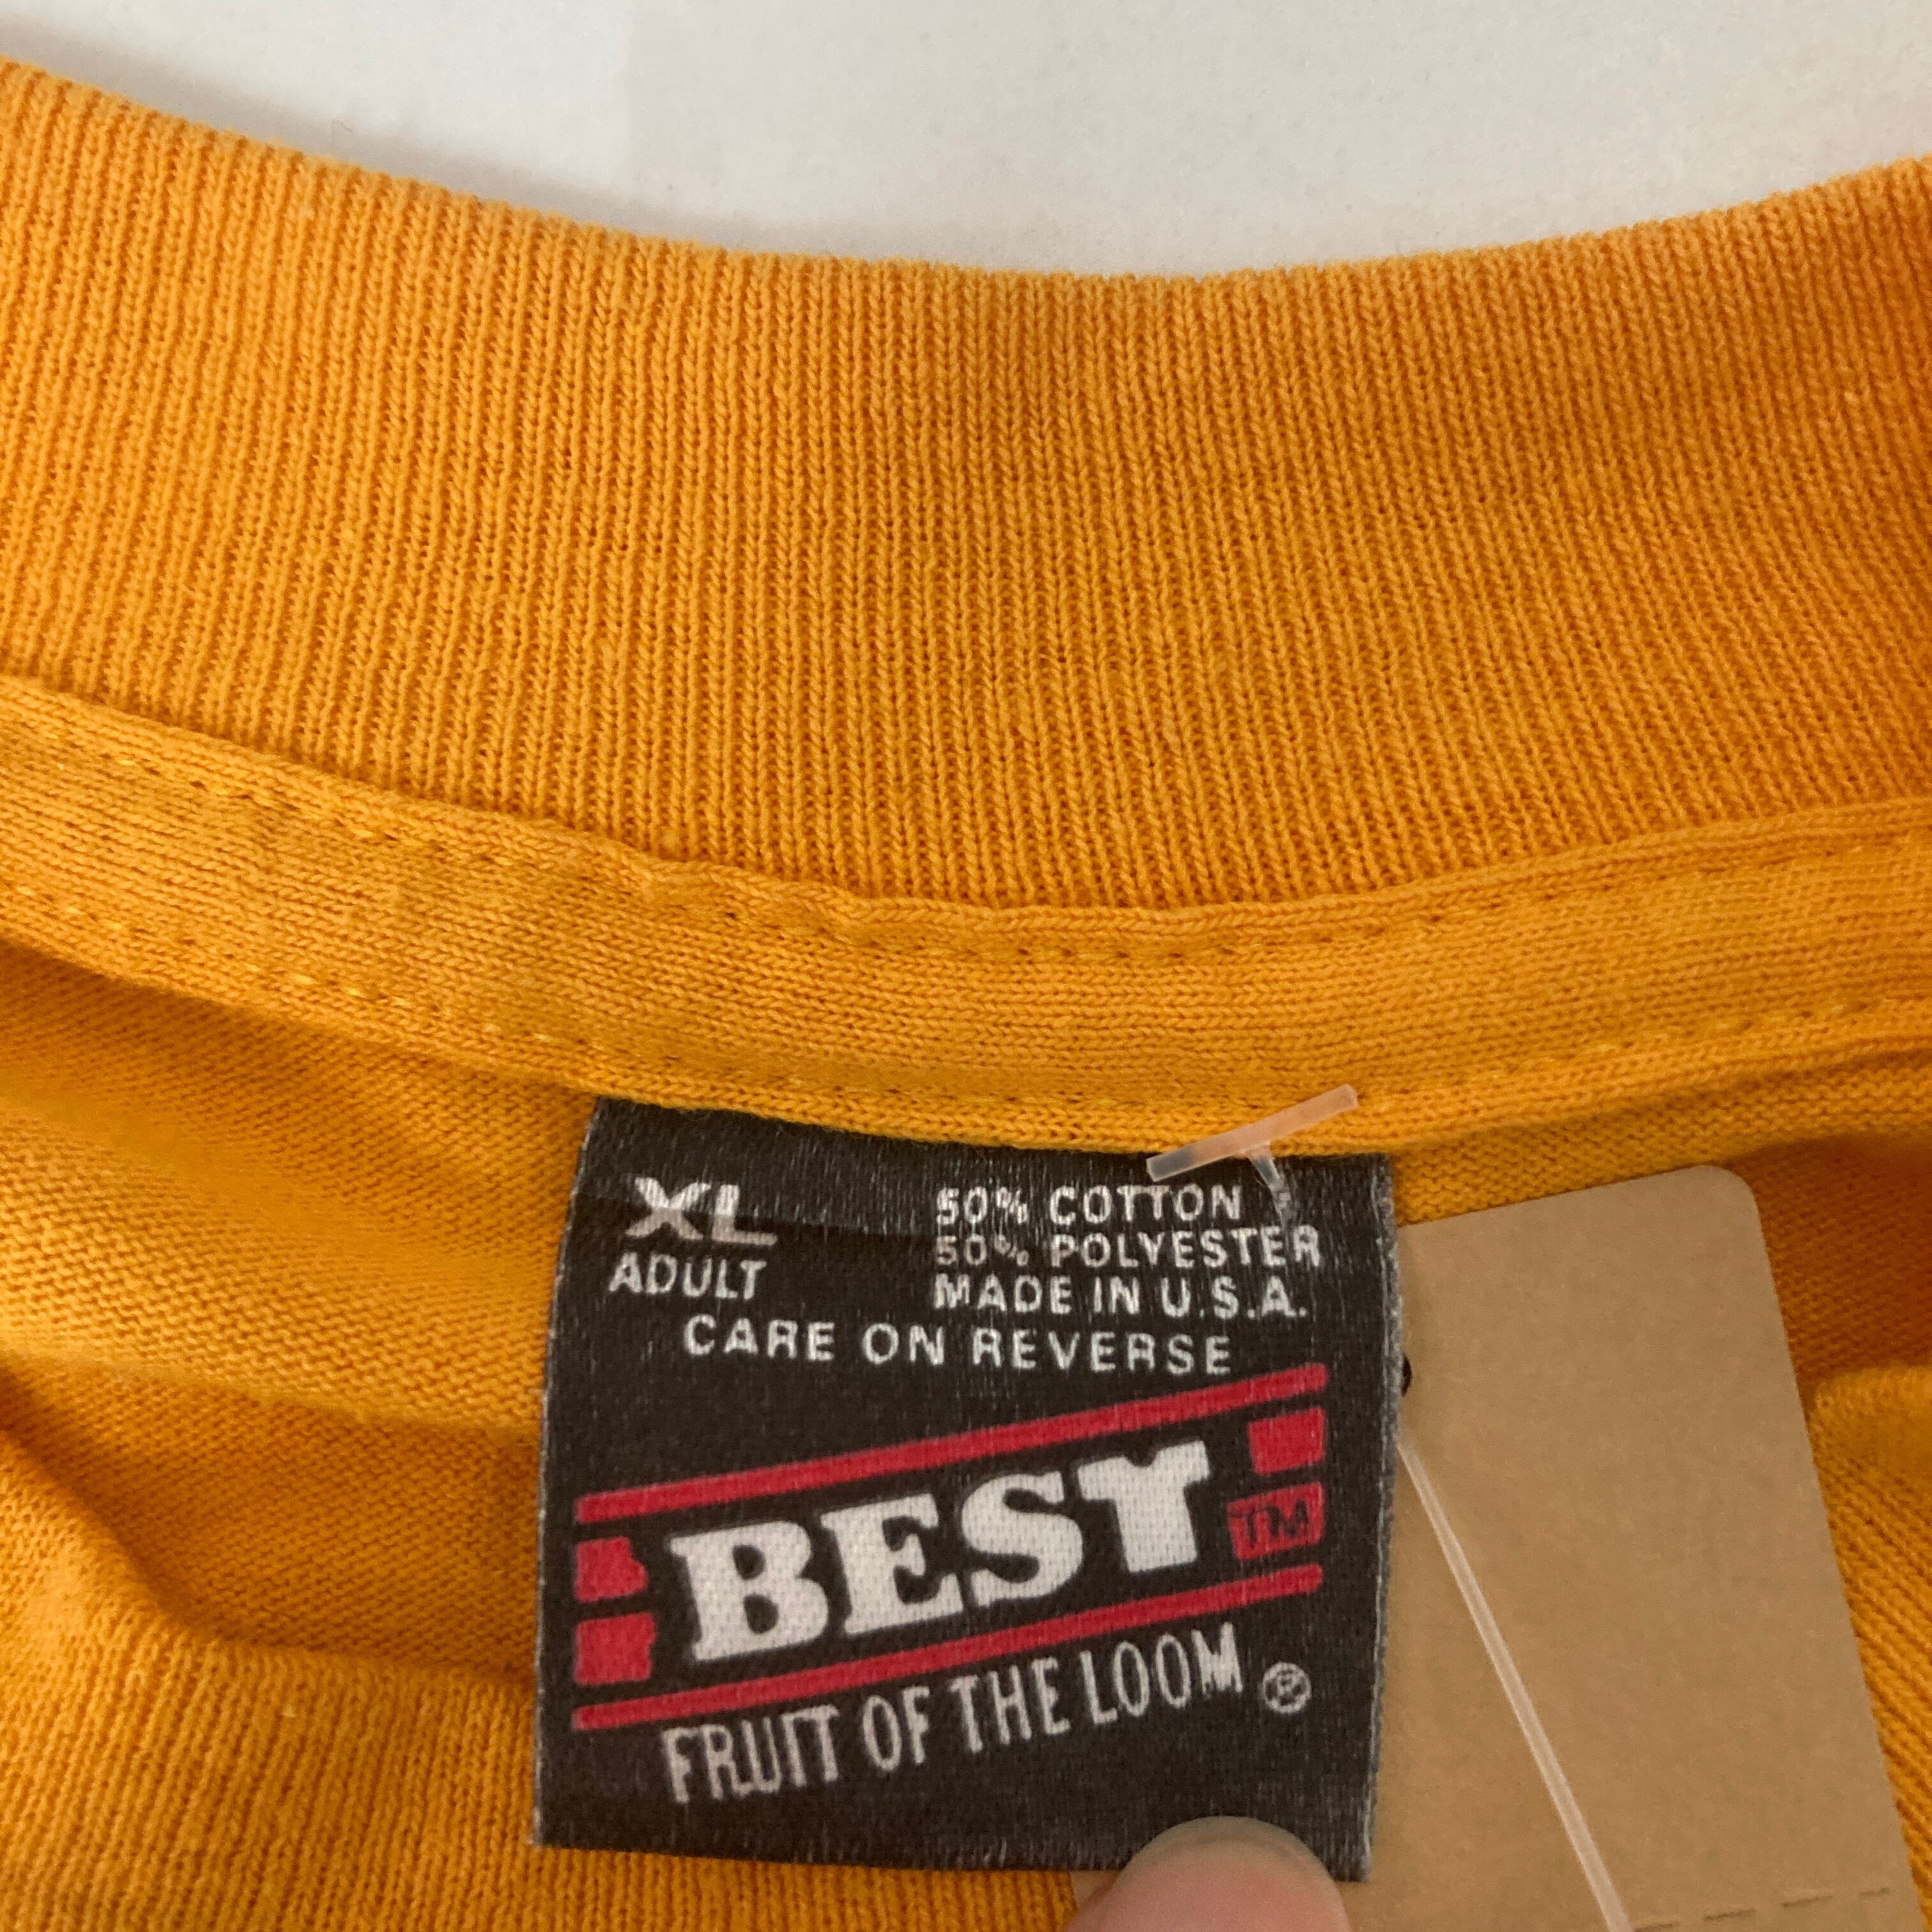 XL
ADULT
50% COTTON
50% POLYESTER
MADE IN U.S.A.
CARE ON REVERSE
BEST TM
FRUIT OF THE LOOM ®